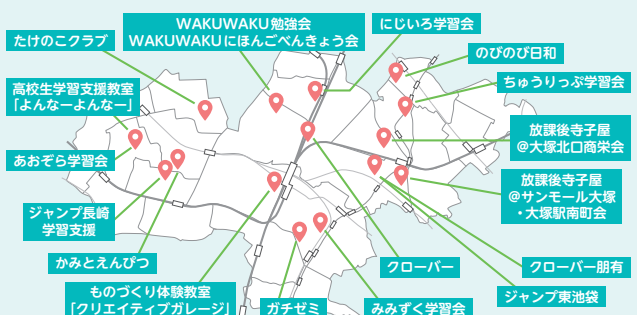 WAKUWAKU勉強会
WAKUWAKUにほんごべんきょう会
にじいろ学習会
たけのこクラブ
のびのび日和
ちゅうりっぷ学習会
高校生学習支援教室
「よんなーよんなー」
放課後寺子屋
@大塚北口商栄会
あおぞら学習会
放課後寺子屋
@サンモール大塚
・大塚駅南町会
ジャンプ長崎
学習支援
かみとえんぴつ
クローバー
クローバー朋有
ものづくり体験教室
「クリエイティブガレージ」
ガチゼミ
みみずく学習会
ジャンプ東池袋